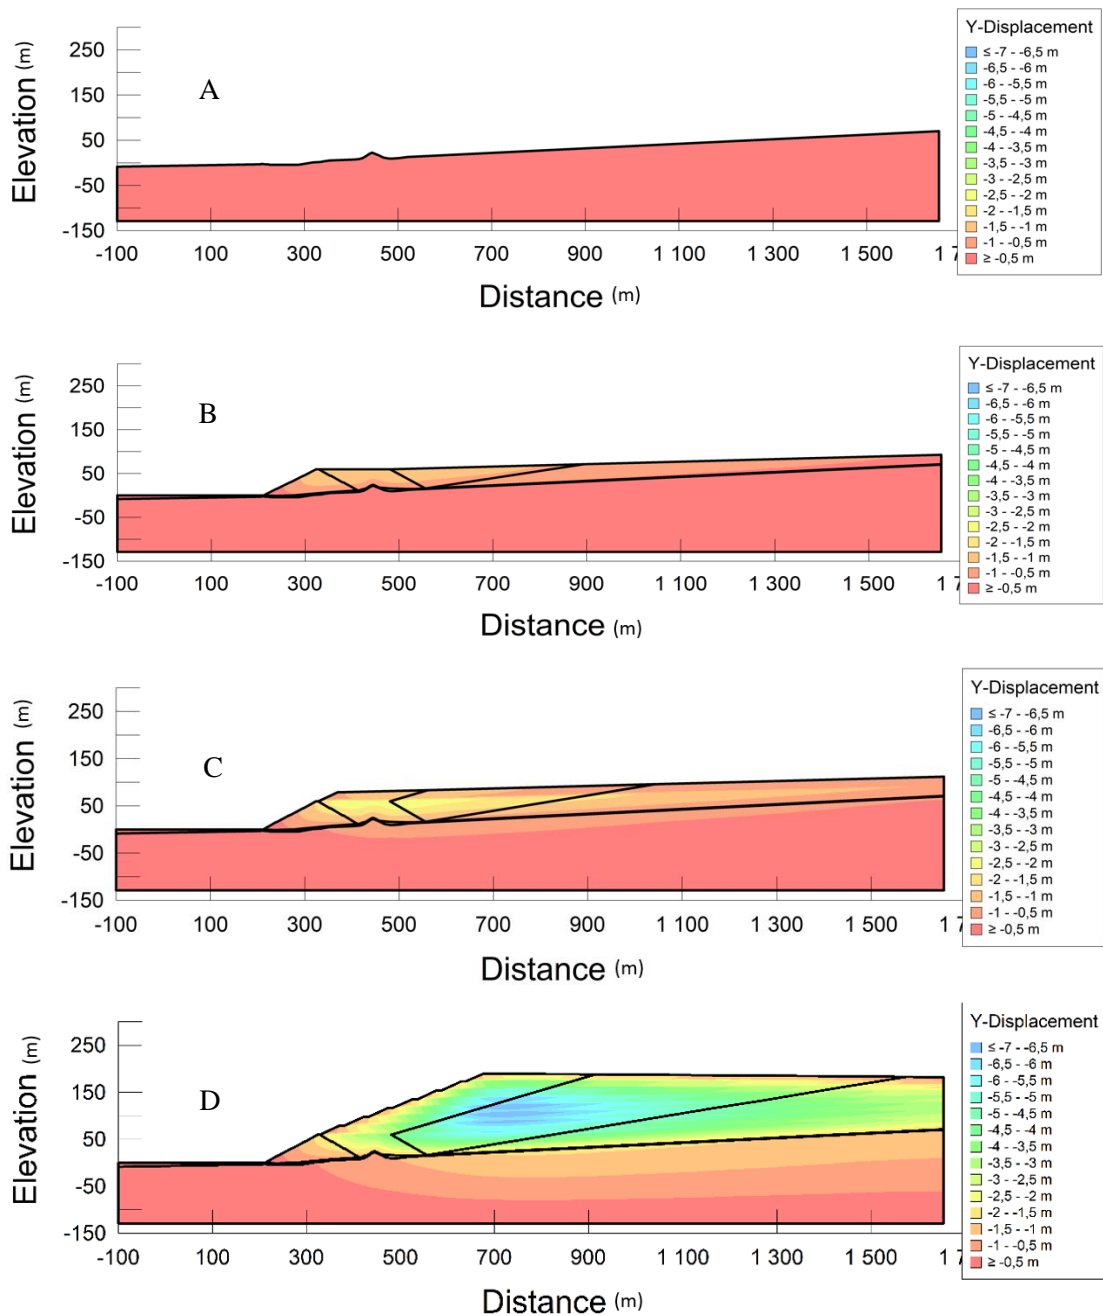 A
Elevation (m)
250
150
50
-50
-150
-100 100 300 500 700 900 1 100 1 300 1 500 1 7
Distance (m)
Y-Displacement
≤ -7 - -6,5 m
-6,5 - -6 m
-6 - -5,5 m
-5,5 - -5 m
-5 - -4,5 m
-4,5 - -4 m
-4 - -3,5 m
-3,5 - -3 m
-3 - -2,5 m
-2,5 - -2 m
-2 - -1,5 m
-1,5 - -1 m
-1 - -0,5 m
≥ -0,5 m
B
Elevation (m)
250
150
50
-50
-150
-100 100 300 500 700 900 1 100 1 300 1 500 1 7
Distance (m)
Y-Displacement
≤ -7 - -6,5 m
-6,5 - -6 m
-6 - -5,5 m
-5,5 - -5 m
-5 - -4,5 m
-4,5 - -4 m
-4 - -3,5 m
-3,5 - -3 m
-3 - -2,5 m
-2,5 - -2 m
-2 - -1,5 m
-1,5 - -1 m
-1 - -0,5 m
≥ -0,5 m
C
Elevation (m)
250
150
50
-50
-150
-100 100 300 500 700 900 1 100 1 300 1 500 1 7
Distance (m)
Y-Displacement
≤ -7 - -6,5 m
-6,5 - -6 m
-6 - -5,5 m
-5,5 - -5 m
-5 - -4,5 m
-4,5 - -4 m
-4 - -3,5 m
-3,5 - -3 m
-3 - -2,5 m
-2,5 - -2 m
-2 - -1,5 m
-1,5 - -1 m
-1 - -0,5 m
≥ -0,5 m
D
Elevation (m)
250
150
50
-50
-150
-100 100 300 500 700 900 1 100 1 300 1 500 1 7
Distance (m)
Y-Displacement
≤ -7 - -6,5 m
-6,5 - -6 m
-6 - -5,5 m
-5,5 - -5 m
-5 - -4,5 m
-4,5 - -4 m
-4 - -3,5 m
-3,5 - -3 m
-3 - -2,5 m
-2,5 - -2 m
-2 - -1,5 m
-1,5 - -1 m
-1 - -0,5 m
≥ -0,5 m